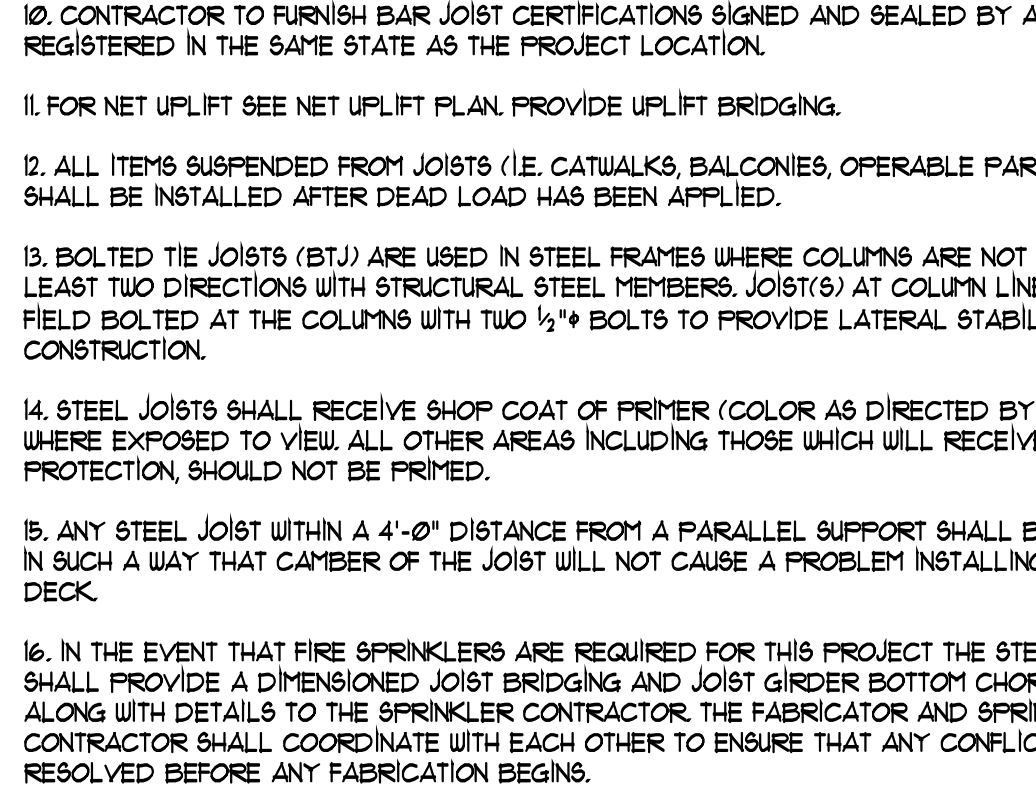 10. CONTRACTOR TO FURNISH BAR JOIST CERTIFICATIONS SIGNED AND SEALED BY A
REGISTERED IN THE SAME STATE AS THE PROJECT LOCATION.
11. FOR NET UPLIFT SEE NET UPLIFT PLAN. PROVIDE UPLIFT BRIDGING.
12. ALL ITEMS SUSPENDED FROM JOISTS (I.E. CATWALKS, BALCONIES, OPERABLE PAR
SHALL BE INSTALLED AFTER DEAD LOAD HAS BEEN APPLIED.
13. BOLTED TIE JOISTS (BTJ) ARE USED IN STEEL FRAMES WHERE COLUMNS ARE NOT
LEAST TWO DIRECTIONS WITH STRUCTURAL STEEL MEMBERS. JOIST(S) AT COLUMN LINE
FIELD BOLTED AT THE COLUMNS WITH TWO ½"ø BOLTS TO PROVIDE LATERAL STABIL
CONSTRUCTION.
14. STEEL JOISTS SHALL RECEIVE SHOP COAT OF PRIMER (COLOR AS DIRECTED BY
WHERE EXPOSED TO VIEW. ALL OTHER AREAS INCLUDING THOSE WHICH WILL RECEIV
PROTECTION, SHOULD NOT BE PRIMED.
15. ANY STEEL JOIST WITHIN A 4'-0" DISTANCE FROM A PARALLEL SUPPORT SHALL B
IN SUCH A WAY THAT CAMBER OF THE JOIST WILL NOT CAUSE A PROBLEM INSTALLING
DECK.
16. IN THE EVENT THAT FIRE SPRINKLERS ARE REQUIRED FOR THIS PROJECT THE STE
SHALL PROVIDE A DIMENSIONED JOIST BRIDGING AND JOIST GIRDER BOTTOM CHOR
ALONG WITH DETAILS TO THE SPRINKLER CONTRACTOR. THE FABRICATOR AND SPRIN
CONTRACTOR SHALL COORDINATE WITH EACH OTHER TO ENSURE THAT ANY CONFLIC
RESOLVED BEFORE ANY FABRICATION BEGINS.